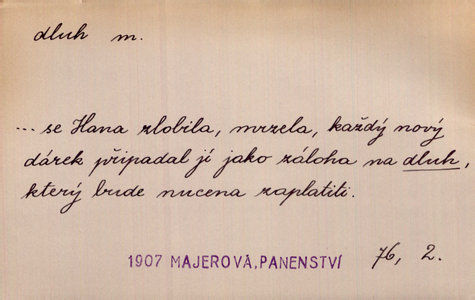 dluh m.
... se Hana zlobila, mrzela, každý nový
dárek připadal jí jako záloha na dluh,
který bude nucena zaplatiti.
1907 MAJEROVÁ, PANENSTVÍ 76, 2.